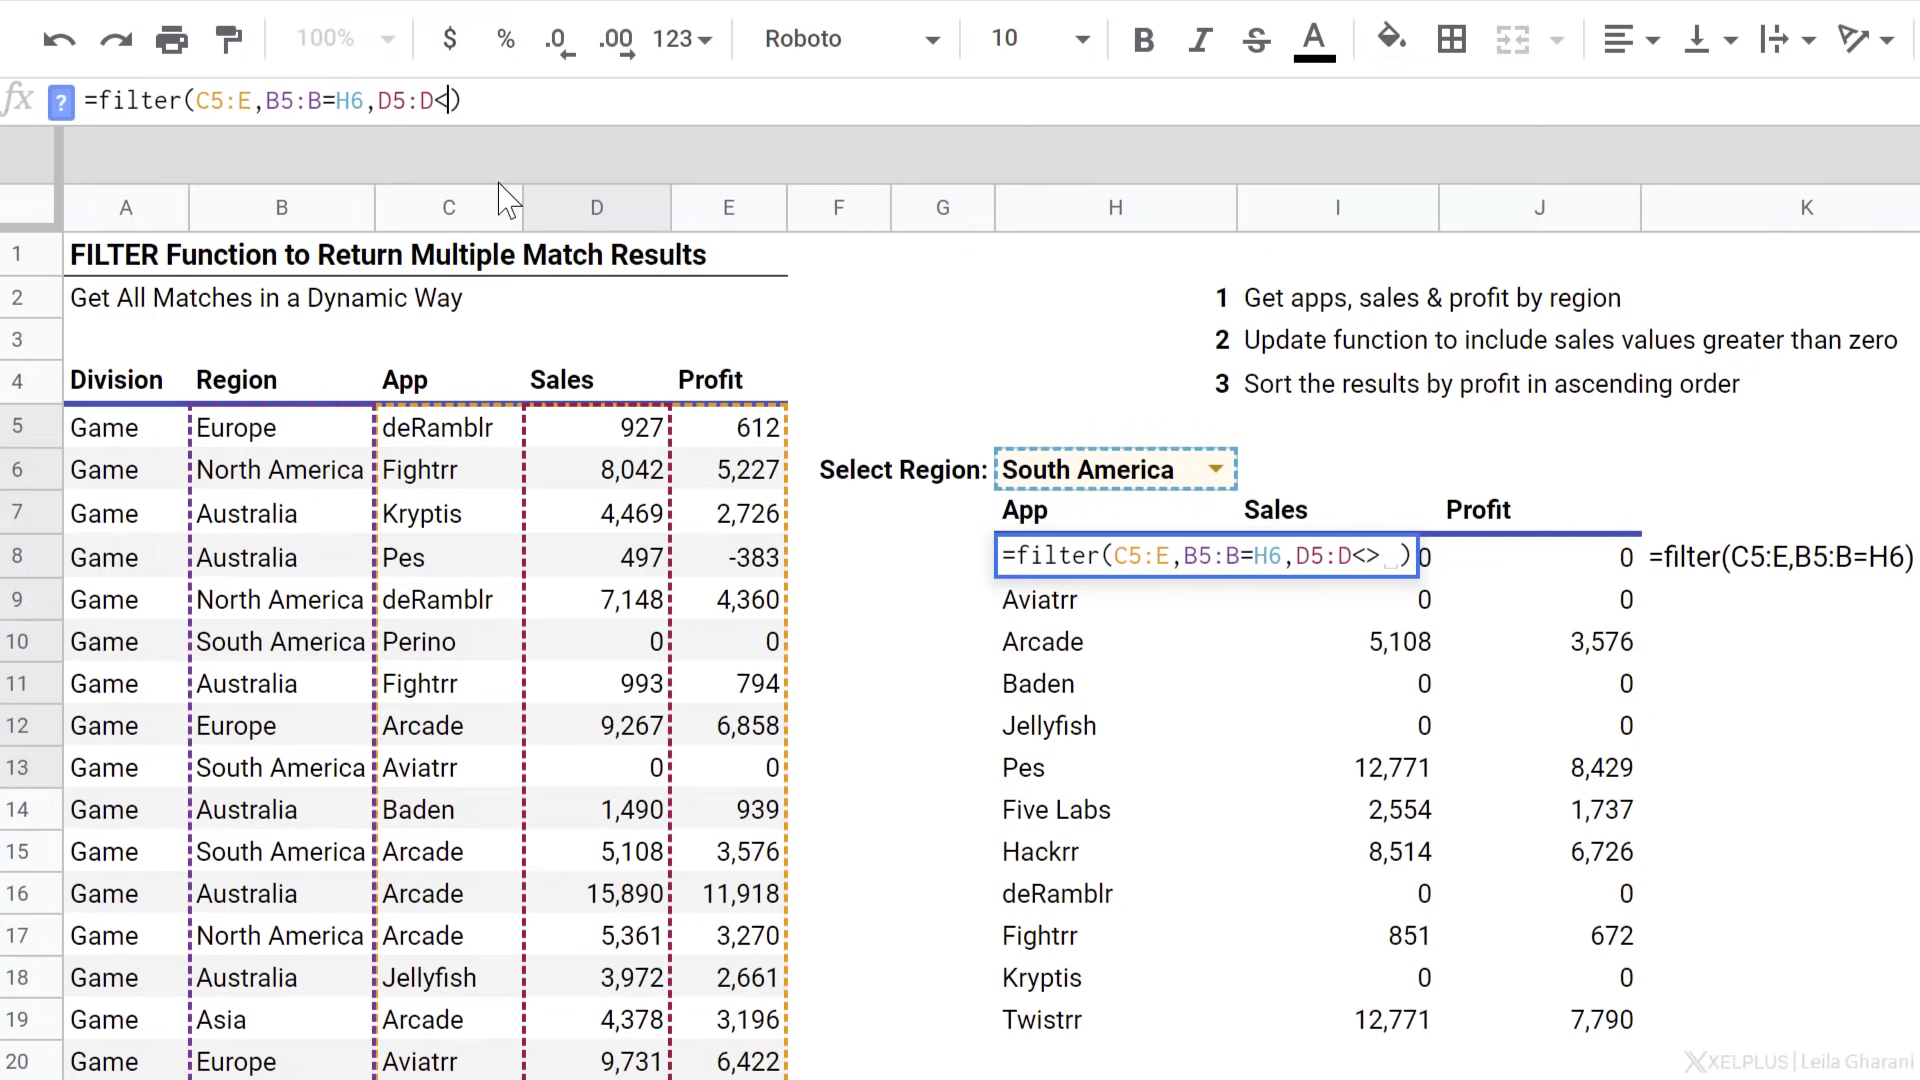 100% $ % .0 .00 123 Roboto 10 B I S A
fx ? =filter(C5:E,B5:B=H6,D5:D<)
A B C D E F G H I J K
1 FILTER Function to Return Multiple Match Results
2 Get All Matches in a Dynamic Way 1 Get apps, sales & profit by region
3 2 Update function to include sales values greater than zero
4 Division Region App Sales Profit 3 Sort the results by profit in ascending order
5 Game Europe deRamblr 927 612
6 Game North America Fightrr 8,042 5,227 Select Region: South America
7 Game Australia Kryptis 4,469 2,726 App Sales Profit
8 Game Australia Pes 497 -383 =filter(C5:E,B5:B=H6,D5:D<> ) 0 0 =filter(C5:E,B5:B=H6)
9 Game North America deRamblr 7,148 4,360 Aviatrr 0 0
10 Game South America Perino 0 0 Arcade 5,108 3,576
11 Game Australia Fightrr 993 794 Baden 0 0
12 Game Europe Arcade 9,267 6,858 Jellyfish 0 0
13 Game South America Aviatrr 0 0 Pes 12,771 8,429
14 Game Australia Baden 1,490 939 Five Labs 2,554 1,737
15 Game South America Arcade 5,108 3,576 Hackrr 8,514 6,726
16 Game Australia Arcade 15,890 11,918 deRamblr 0 0
17 Game North America Arcade 5,361 3,270 Fightrr 851 672
18 Game Australia Jellyfish 3,972 2,661 Kryptis 0 0
19 Game Asia Arcade 4,378 3,196 Twistrr 12,771 7,790
20 Game Europe Aviatrr 9,731 6,422
XELPLUS | Leila Gharani